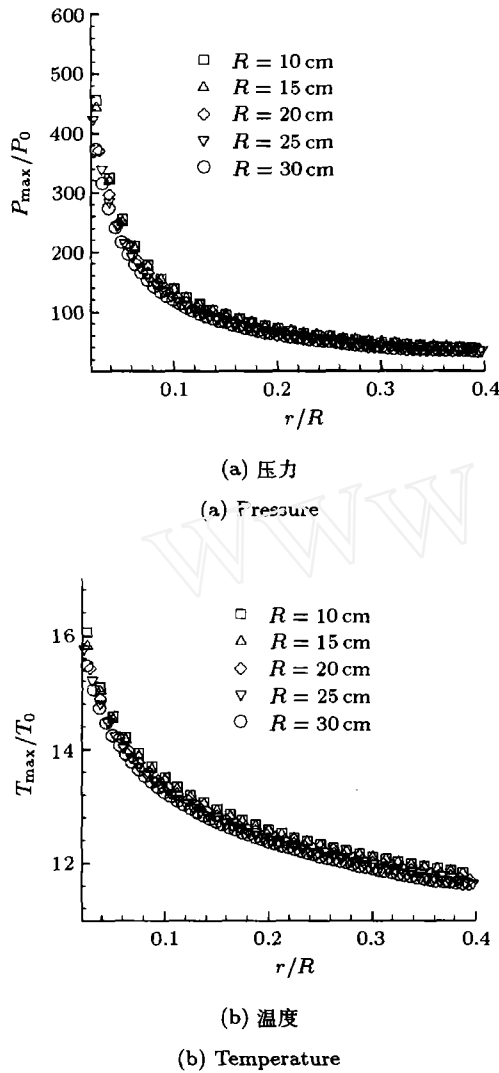 600
500
400
300
200
100
P_max/P_0
R = 10 cm
R = 15 cm
R = 20 cm
R = 25 cm
R = 30 cm
0.1 0.2 0.3 0.4
r/R
(a) 压力
(a) Pressure
WWW
16
14
12
T_max/T_0
R = 10 cm
R = 15 cm
R = 20 cm
R = 25 cm
R = 30 cm
0.1 0.2 0.3 0.4
r/R
(b) 温度
(b) Temperature